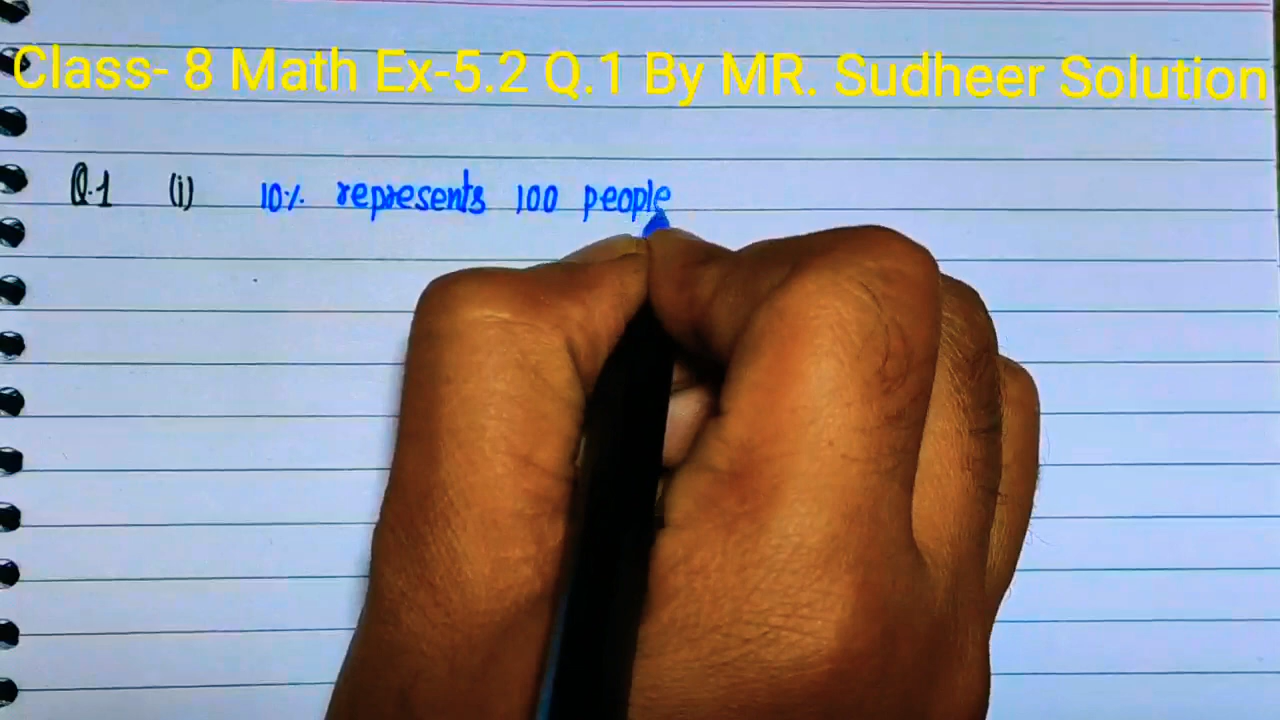 Class- 8 Math Ex-5.2 Q.1 By MR. Sudheer Solution
Q.1 (i) 10% represents 100 people